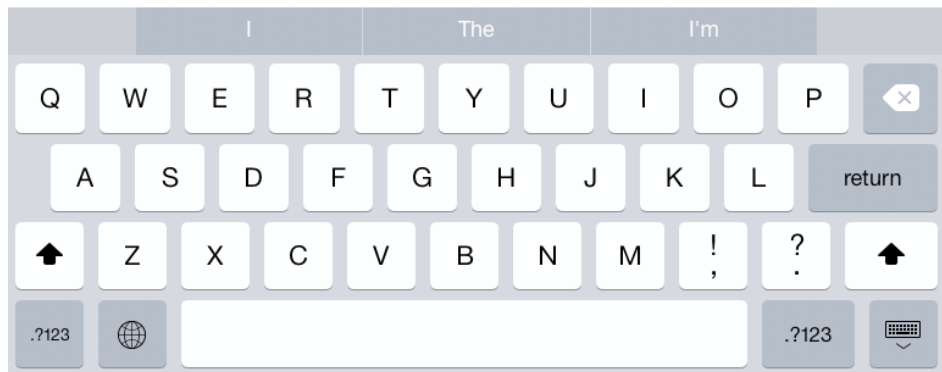 I The I'm
Q W E R T Y U I O P
A S D F G H J K L return
Z X C V B N M ! , ? .
.?123 .?123